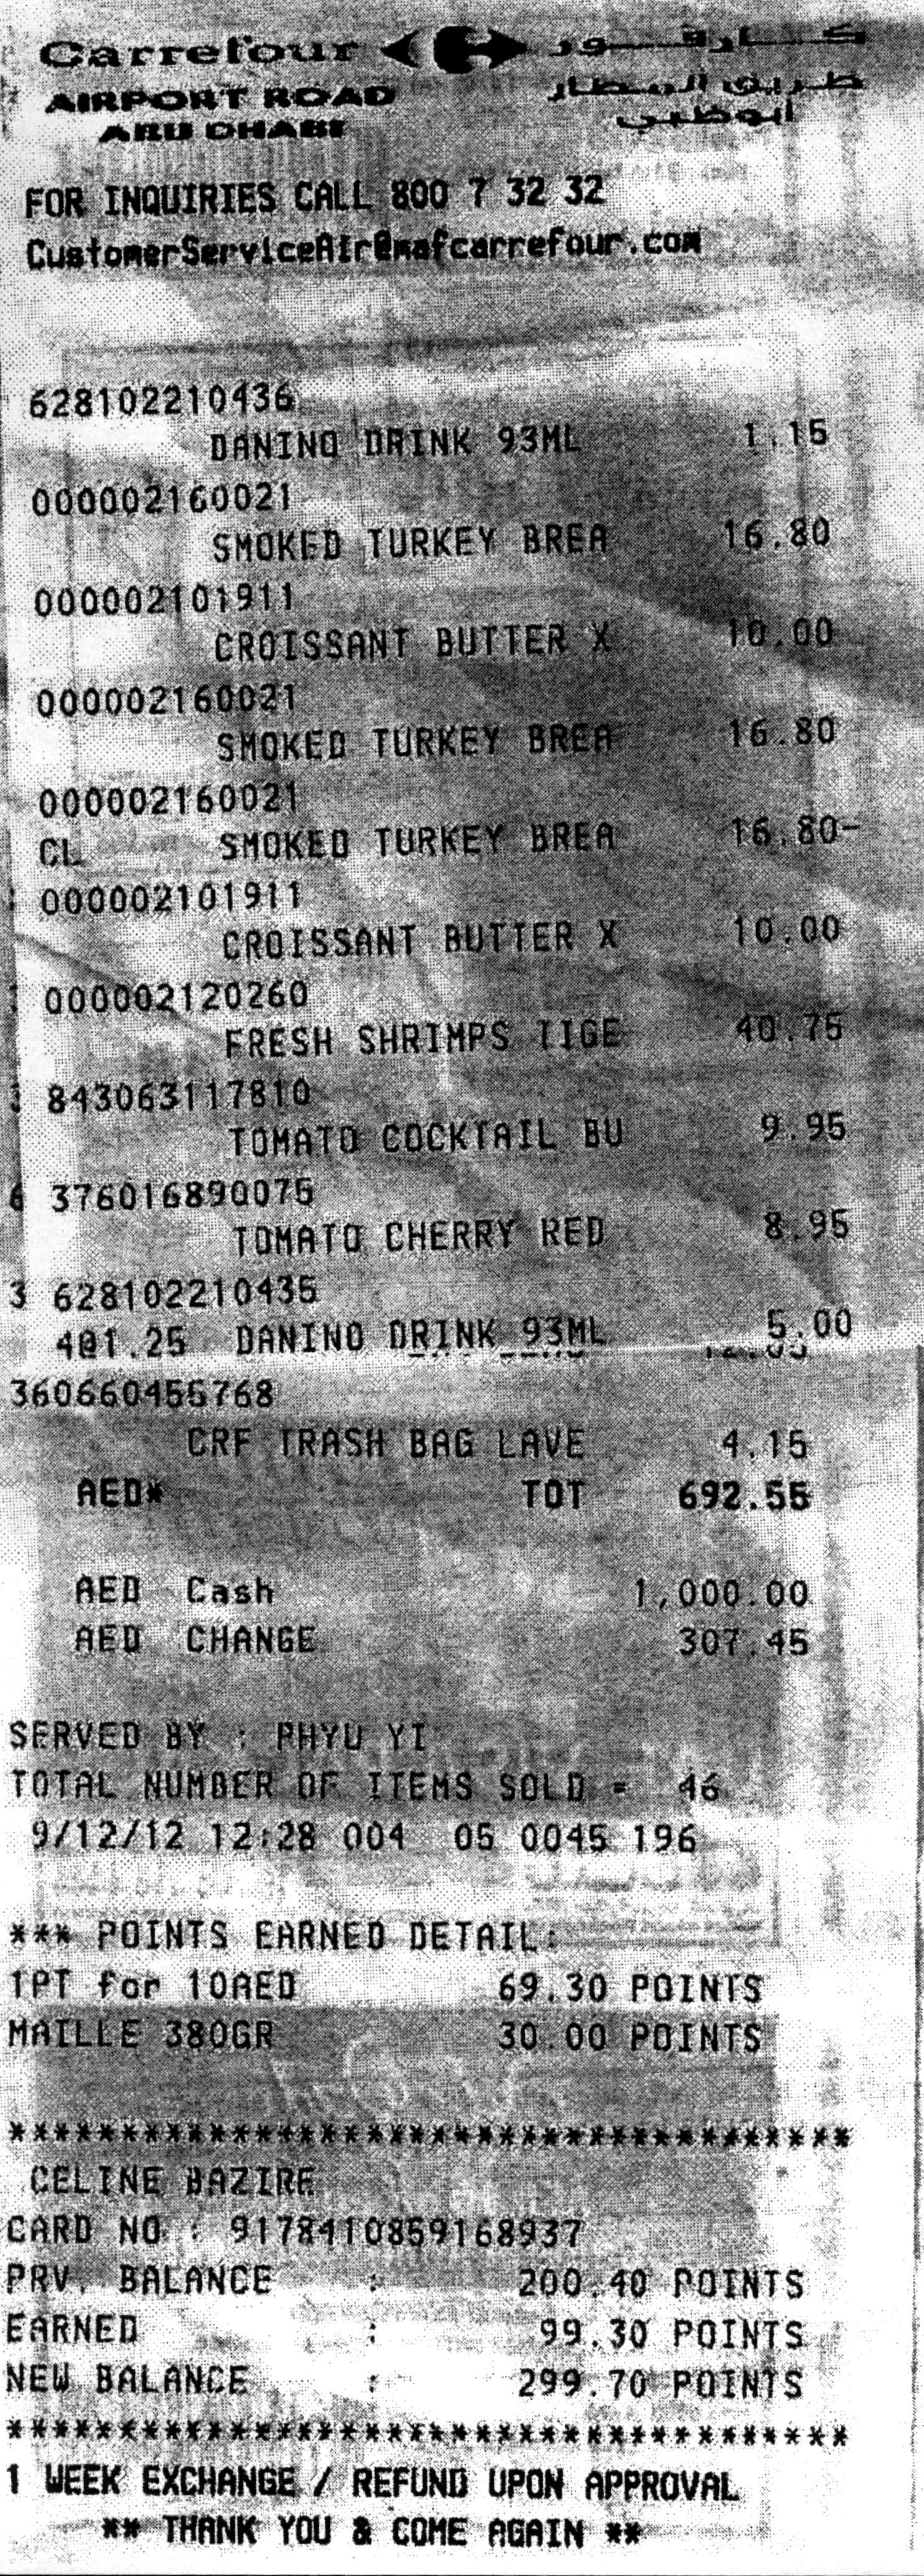 Carrefour كارفور
AIRPORT ROAD طريق المطار
ABU DHABI ابوظبي
FOR INQUIRIES CALL 800 7 32 32
CustomerServiceAir@mafcarrefour.com
628102210436
DANINO DRINK 93ML 1.15
000002160021
SMOKED TURKEY BREA 16.80
000002101911
CROISSANT BUTTER X 10.00
000002160021
SMOKED TURKEY BREA 16.80
000002160021
CL SMOKED TURKEY BREA 16.80-
000002101911
CROISSANT BUTTER X 10.00
000002120260
FRESH SHRIMPS TIGE 40.75
843063117810
TOMATO COCKTAIL BU 9.95
6 376016890075
TOMATO CHERRY RED 8.95
3 628102210435
4@1.25 DANINO DRINK 93ML 5.00
360660455768
CRF TRASH BAG LAVE 4.15
AED* TOT 692.55
AED Cash 1,000.00
AED CHANGE 307.45
SERVED BY : PHYU YI
TOTAL NUMBER OF ITEMS SOLD = 46
9/12/12 12:28 004 05 0045 196
*** POINTS EARNED DETAIL:
1PT for 10AED 69.30 POINTS
MAILLE 380GR 30.00 POINTS
**************************************
CELINE BAZIRE
CARD NO : 9178410859168937
PRV. BALANCE : 200.40 POINTS
EARNED : 99.30 POINTS
NEW BALANCE : 299.70 POINTS
**************************************
1 WEEK EXCHANGE / REFUND UPON APPROVAL
** THANK YOU & COME AGAIN **